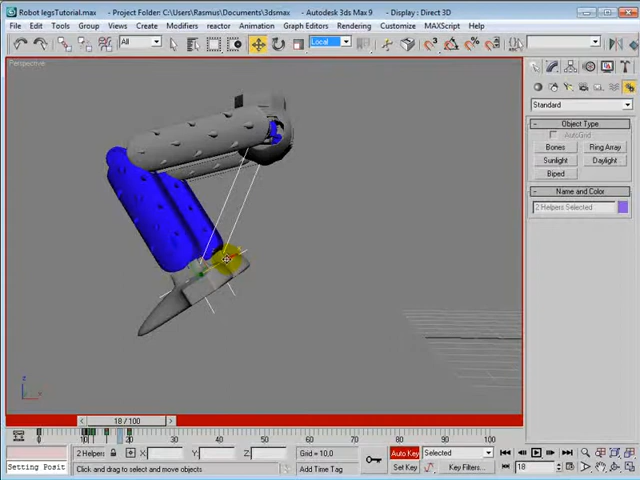 Robot legsTutorial.max - Project Folder: C:\Users\Rasmus\Documents\3dsmax - Autodesk 3ds Max 9 - Display : Direct 3D
File Edit Tools Group Views Create Modifiers reactor Animation Graph Editors Rendering Customize MAXScript Help
All Local
Perspective
Standard
Object Type
AutoGrid
Bones Ring Array
Sunlight Daylight
Biped
Name and Color
2 Helpers Selected
z
x
18 / 100
0 10 20 30 40 50 60 70 80 90 100
2 Helpers X: Y: Z: Grid = 10,0 Auto Key Selected
Setting Posit Click and drag to select and move objects Add Time Tag Set Key Key Filters... 18